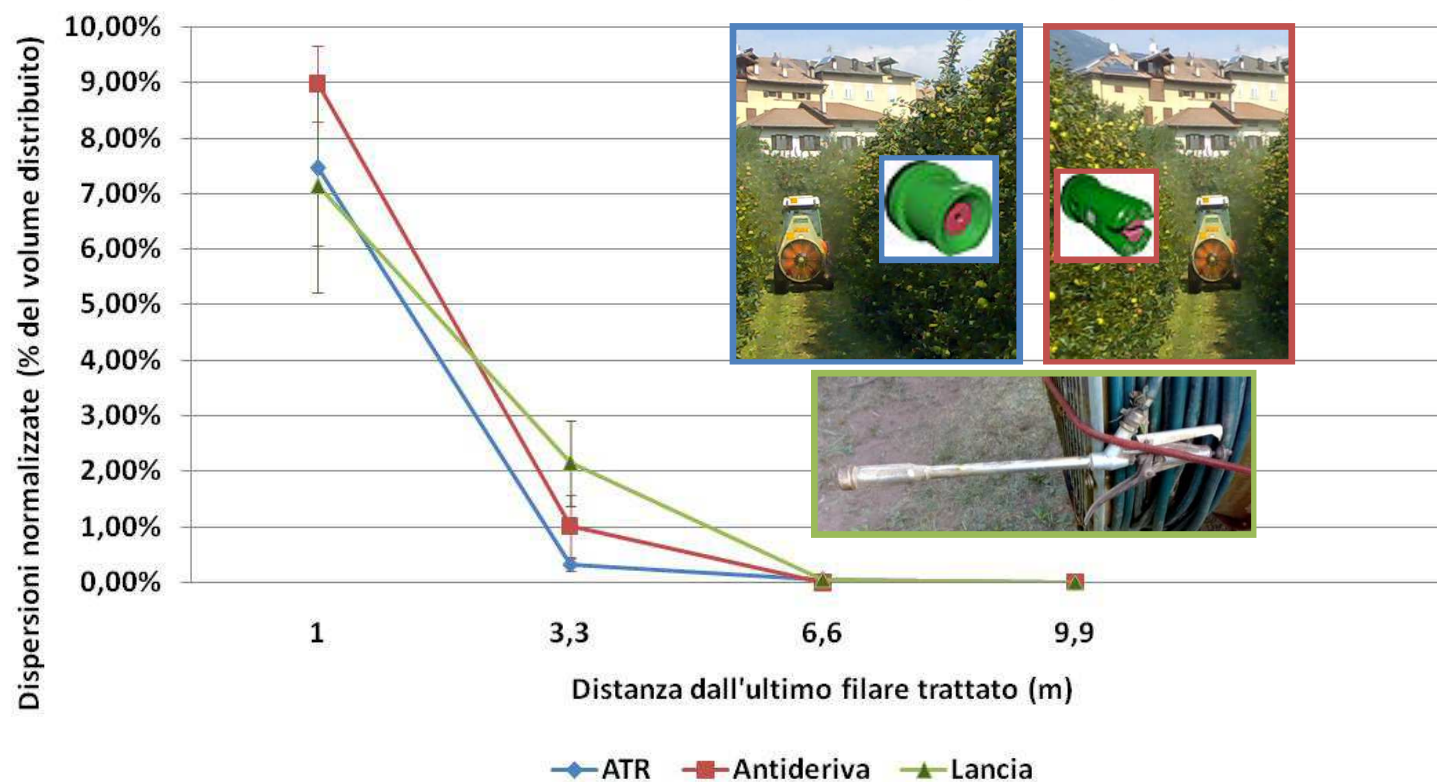 Dispersioni normalizzate (% del volume distribuito)
10,00%
9,00%
8,00%
7,00%
6,00%
5,00%
4,00%
3,00%
2,00%
1,00%
0,00%
1 3,3 6,6 9,9
Distanza dall'ultimo filare trattato (m)
ATR Antideriva Lancia